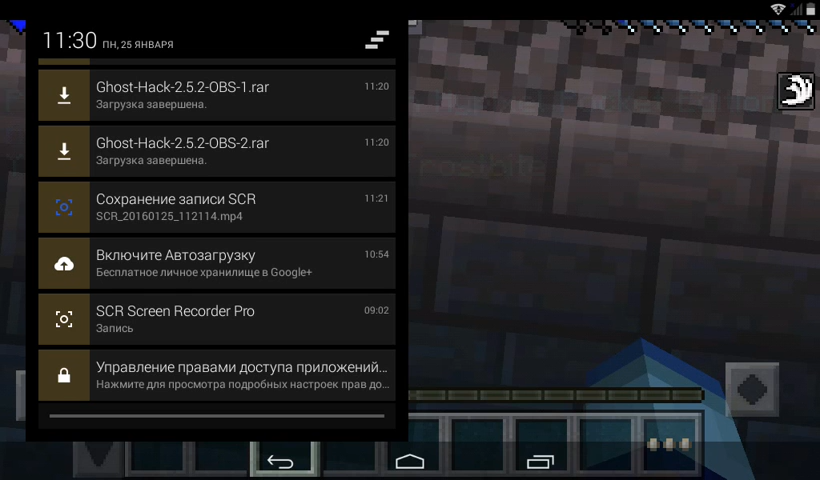 11:30 ПН, 25 ЯНВАРЯ
Ghost-Hack-2.5.2-OBS-1.rar 11:20
Загрузка завершена.
Ghost-Hack-2.5.2-OBS-2.rar 11:20
Загрузка завершена.
Сохранение записи SCR 11:21
SCR_20160125_112114.mp4
Включите Автозагрузку 10:54
Бесплатное личное хранилище в Google+
SCR Screen Recorder Pro 09:02
Запись
Управление правами доступа приложений...
Нажмите для просмотра подробных настроек прав до...